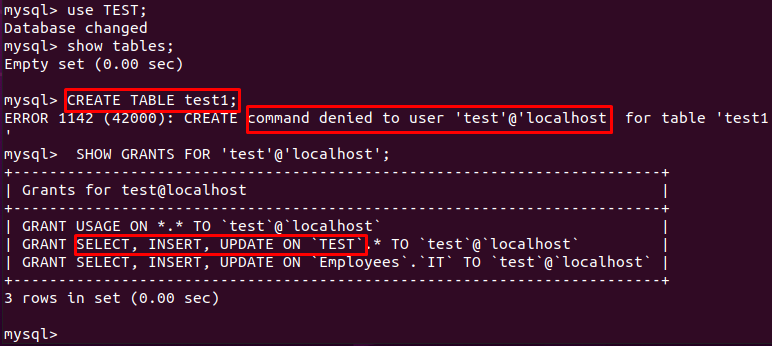 mysql> use TEST;
Database changed
mysql> show tables;
Empty set (0.00 sec)
mysql> CREATE TABLE test1;
ERROR 1142 (42000): CREATE command denied to user 'test'@'localhost  for table 'test1
'
mysql>  SHOW GRANTS FOR 'test'@'localhost';
+-----------------------------------------------------------------+
| Grants for test@localhost                                       |
+-----------------------------------------------------------------+
| GRANT USAGE ON *.* TO `test`@`localhost`                        |
| GRANT SELECT, INSERT, UPDATE ON `TEST`.* TO `test`@`localhost`        |
| GRANT SELECT, INSERT, UPDATE ON `Employees`.`IT` TO `test`@`localhost` |
+-----------------------------------------------------------------+
3 rows in set (0.00 sec)
mysql>